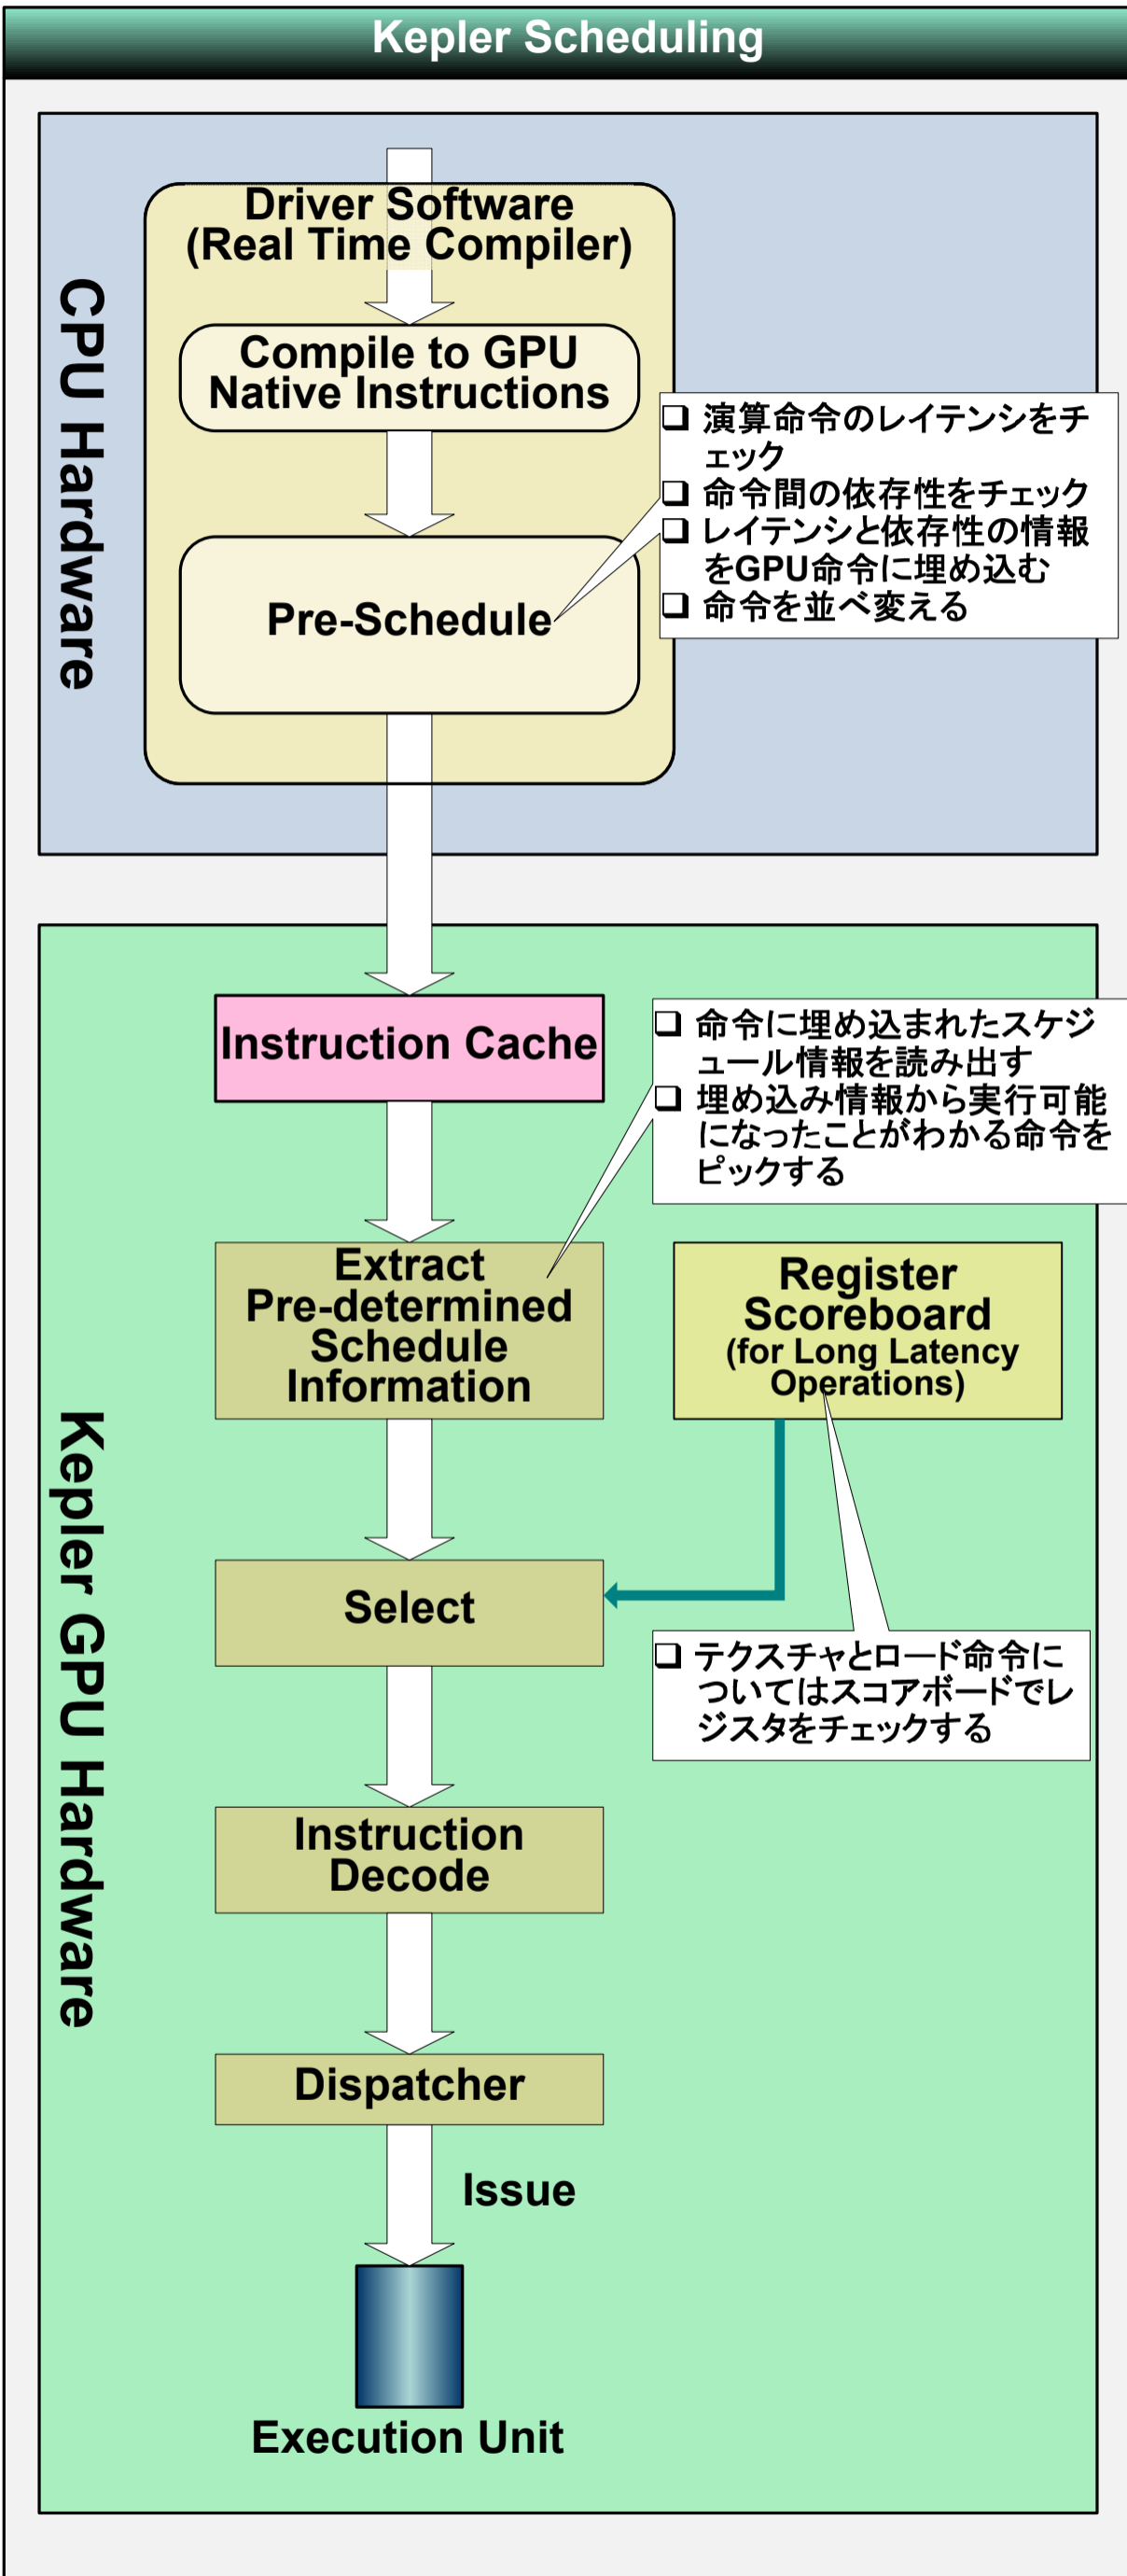 Kepler Scheduling
CPU Hardware
Driver Software
(Real Time Compiler)
Compile to GPU
Native Instructions
Pre-Schedule
❑ 演算命令のレイテンシをチ
ェック
❑ 命令間の依存性をチェック
❑ レイテンシと依存性の情報
をGPU命令に埋め込む
❑ 命令を並べ変える
Kepler GPU Hardware
Instruction Cache
❑ 命令に埋め込まれたスケジ
ュール情報を読み出す
❑ 埋め込み情報から実行可能
になったことがわかる命令を
ピックする
Extract
Pre-determined
Schedule
Information
Register
Scoreboard
(for Long Latency
Operations)
Select
❑ テクスチャとロード命令に
ついてはスコアボードでレ
ジスタをチェックする
Instruction
Decode
Dispatcher
Issue
Execution Unit